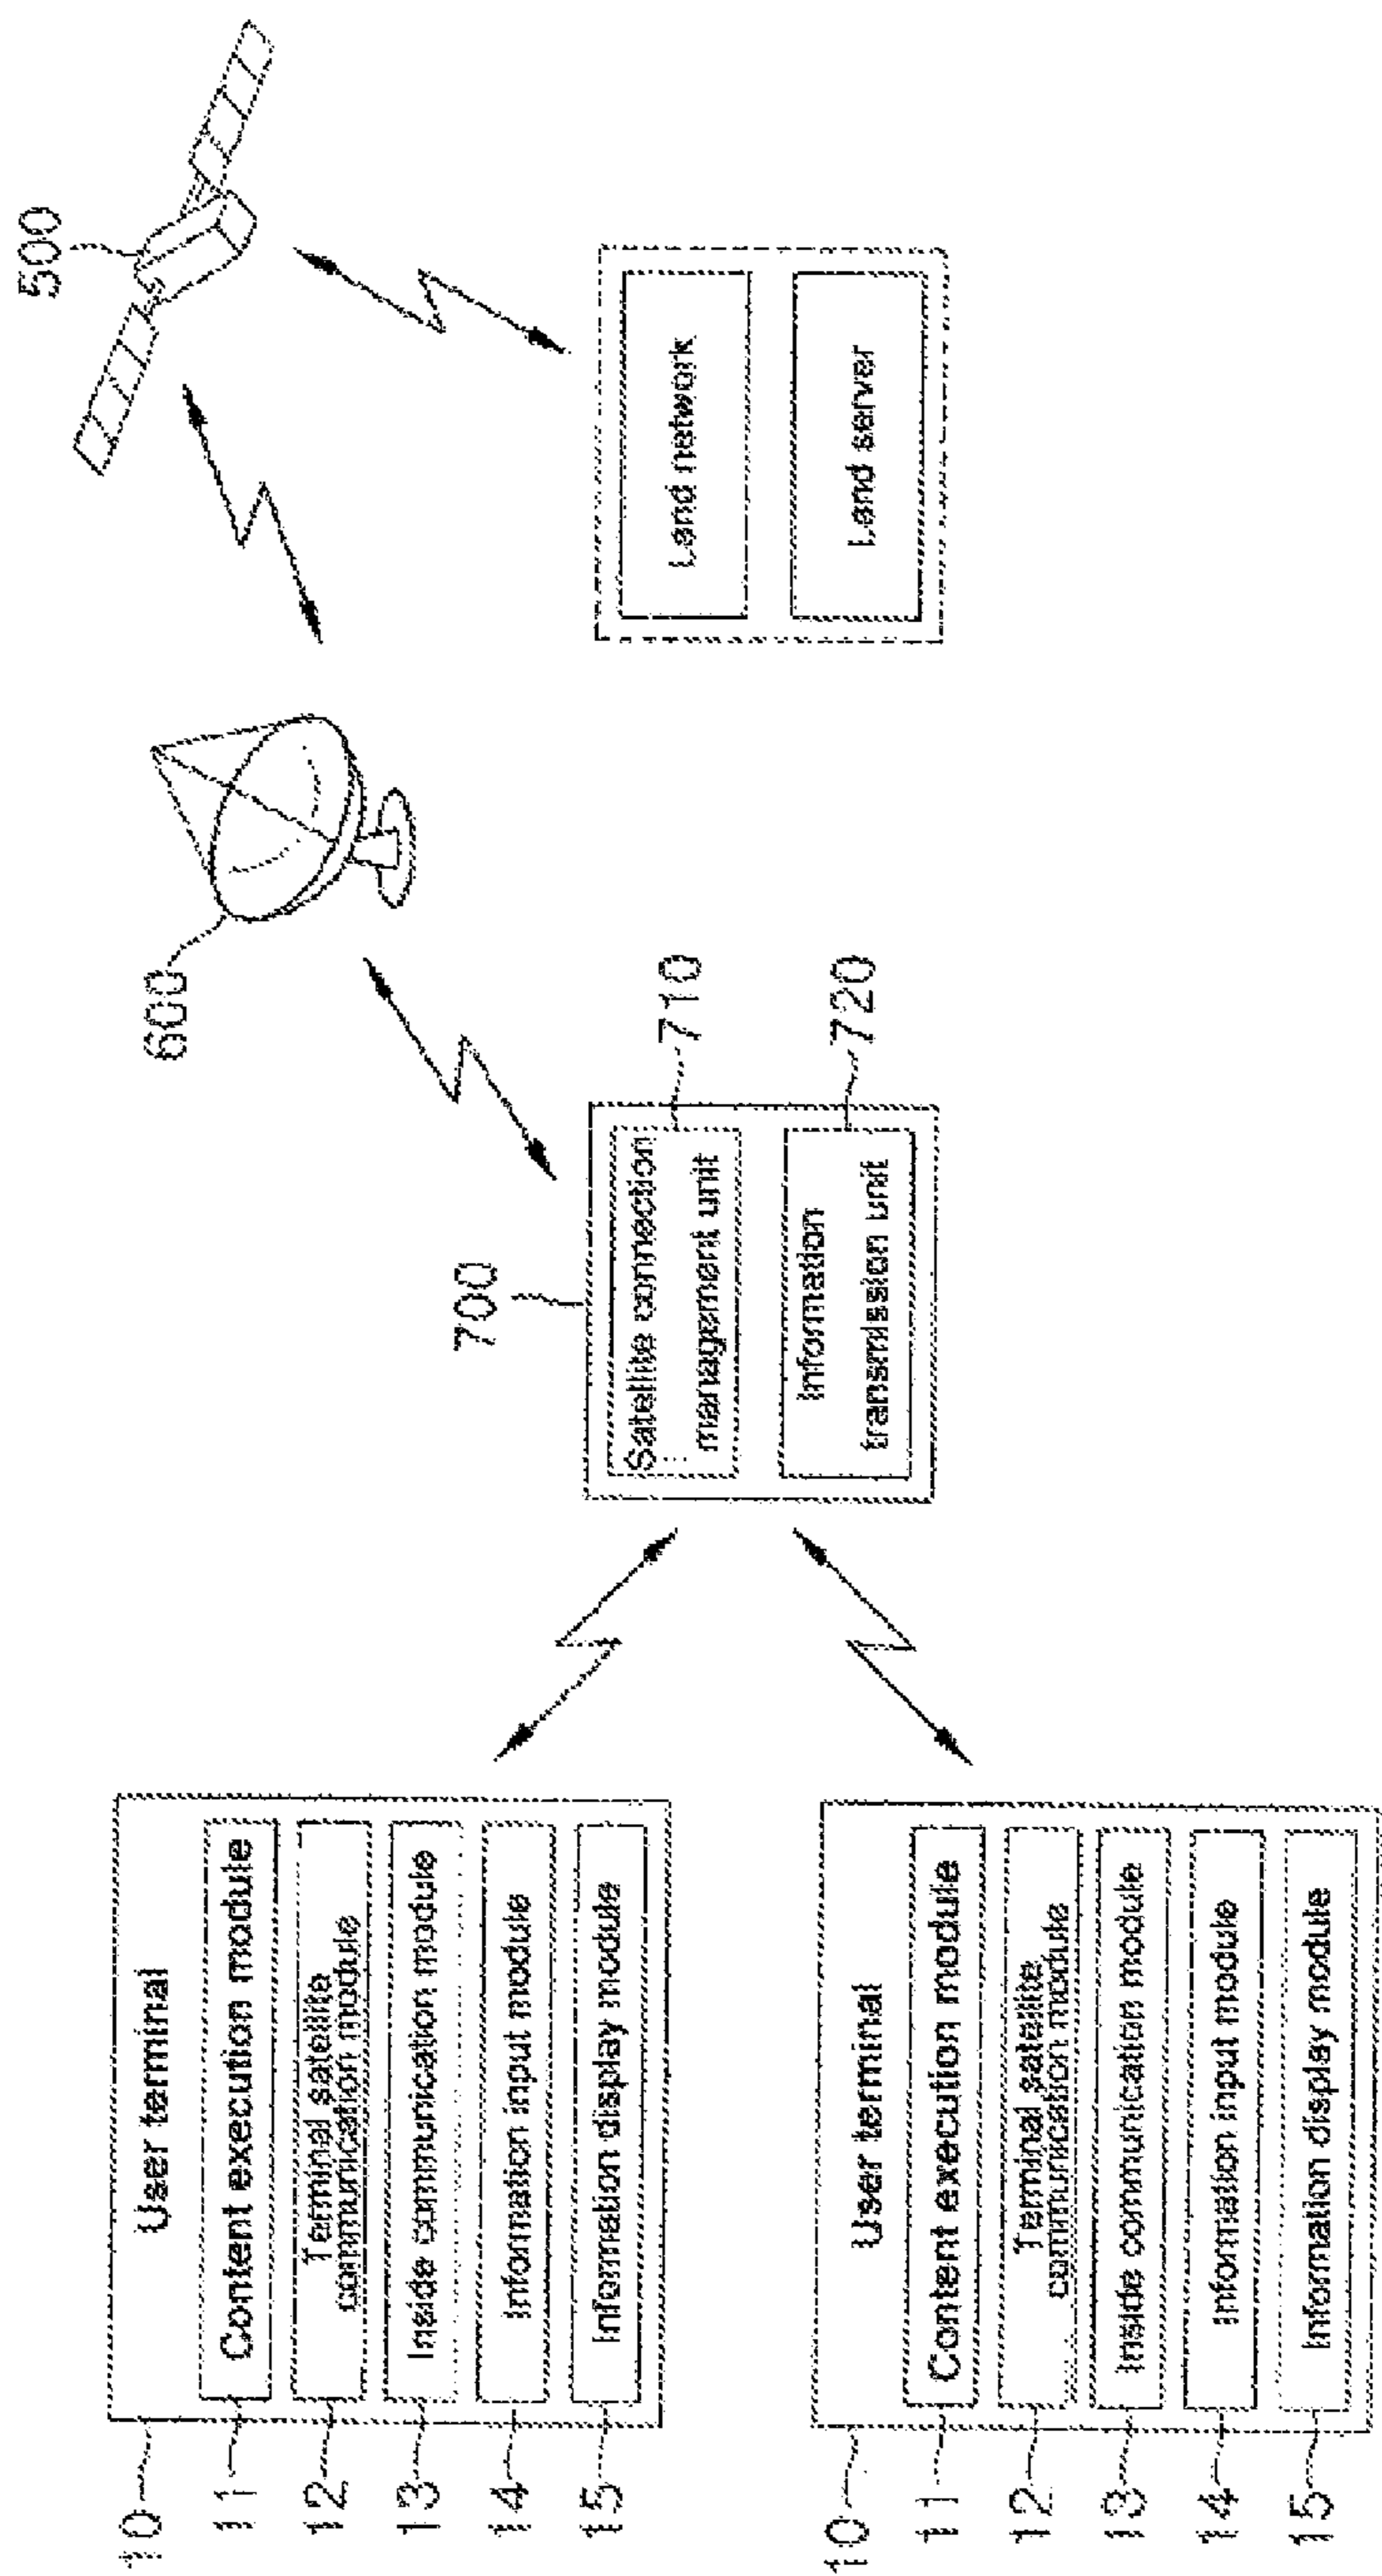 10
User terminal
11
Content execution module
12
Terminal satellite
communication module
13
Inside communication module
14
Information input module
15
Information display module
10
User terminal
11
Content execution module
12
Terminal satellite
communication module
13
Inside communication module
14
Information input module
15
Information display module
700
Satellite connection
management unit
710
Information
transmission unit
720
600
500
Land network
Land server